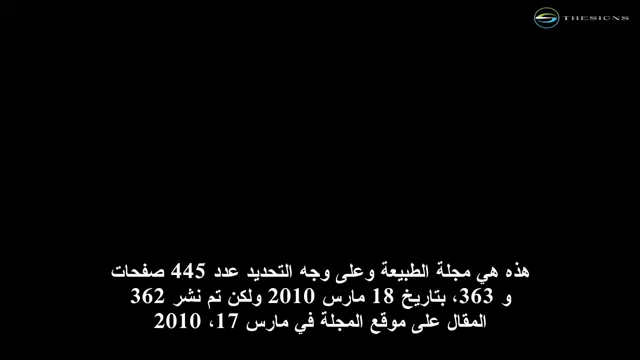 THESIONS
هذه هي مجلة الطبيعة وعلى وجه التحديد عدد 445 صفحات
و 363، بتاريخ 18 مارس 2010 ولكن تم نشر 362
المقال على موقع المجلة في مارس 17، 2010